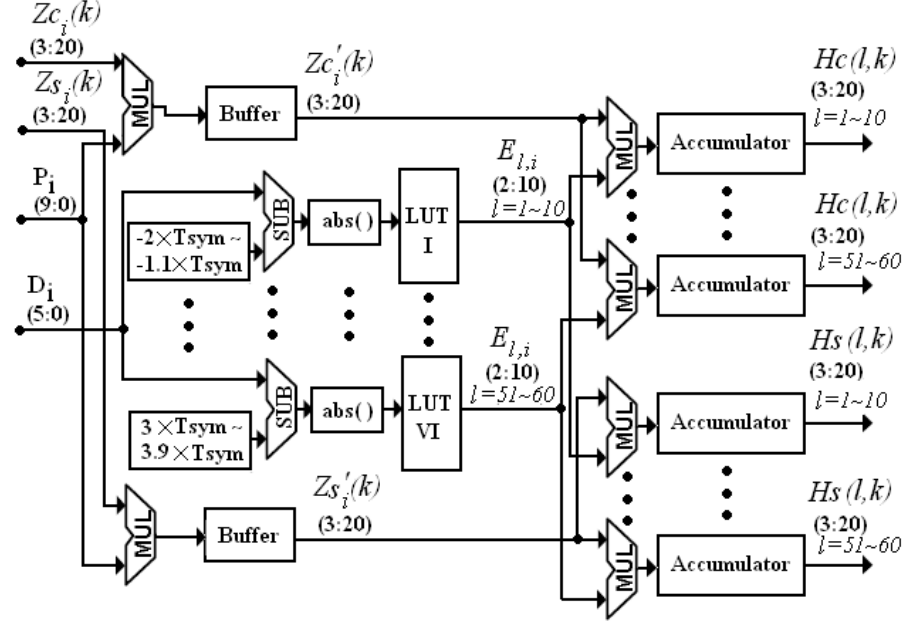 Zc_i(k)
(3:20)
Zs_i(k)
(3:20)
P_i
(9:0)
D_i
(5:0)
MUL
Buffer
Zc'_i(k)
(3:20)
-2×Tsym~
-1.1×Tsym
SUB
abs()
LUT
I
E_{l,i}
(2:10)
l=1~10
3×Tsym~
3.9×Tsym
SUB
abs()
LUT
VI
E_{l,i}
(2:10)
l=51~60
MUL
Buffer
Zs'_i(k)
(3:20)
MUL
Accumulator
Hc(l,k)
(3:20)
l=1~10
MUL
Accumulator
Hc(l,k)
(3:20)
l=51~60
MUL
Accumulator
Hs(l,k)
(3:20)
l=1~10
MUL
Accumulator
Hs(l,k)
(3:20)
l=51~60